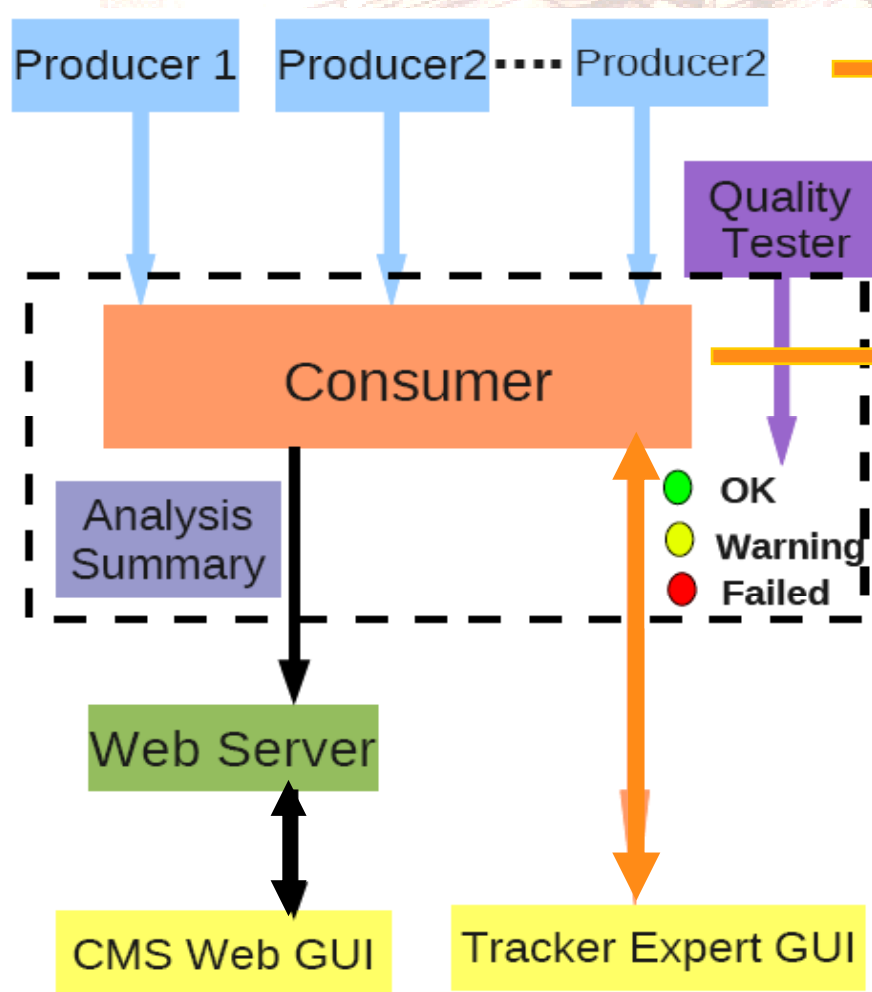 Producer 1
Producer2
Producer2
Quality
Tester
Consumer
OK
Analysis
Summary
Warning
Failed
Web Server
CMS Web GUI
Tracker Expert GUI